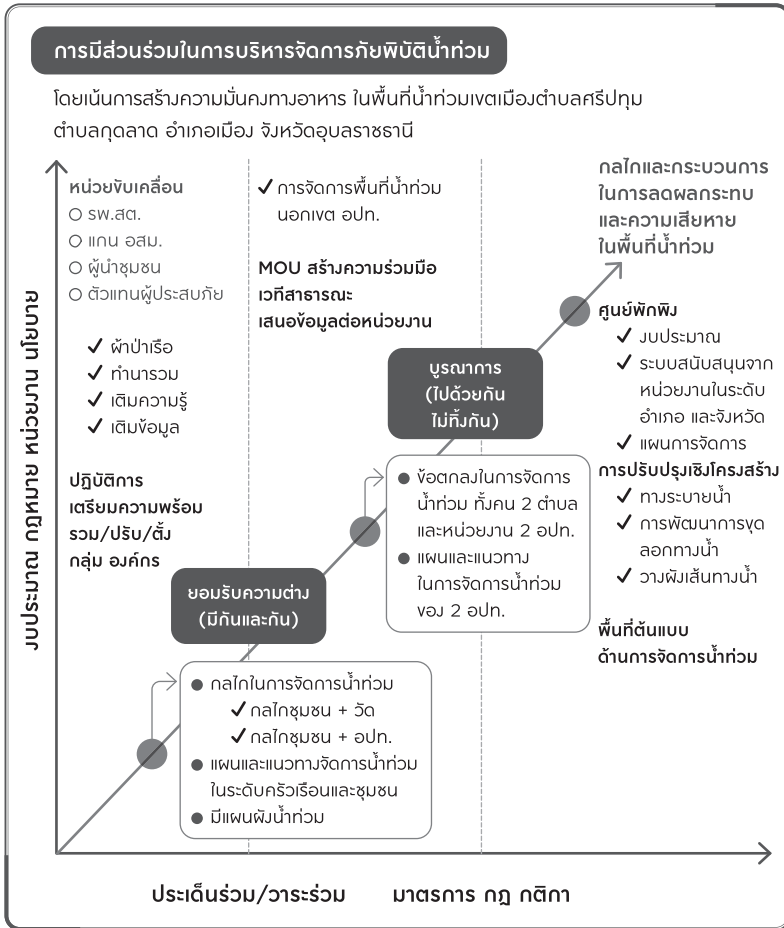 การมีส่วนร่วมในการบริหารจัดการภัยพิบัติน้ำท่วม
โดยเน้นการสร้างความมั่นคงทางอาหาร ในพื้นที่น้ำท่วมเขตเมืองตำบลศรีปทุม
ตำบลกุดลาด อำเภอเมือง จังหวัดอุบลราชธานี
งบประมาณ กฎหมาย หน่วยงาน นโยบาย
หน่วยขับเคลื่อน
รพ.สต.
แกน อสม.
ผู้นำชุมชน
ตัวแทนผู้ประสบภัย
✓ ผ้าป่าเรือ
✓ ทำนารวม
✓ เติมความรู้
✓ เติมข้อมูล
ปฏิบัติการ
เตรียมความพร้อม
รวม/ปรับ/ตั้ง
กลุ่ม องค์กร
ยอมรับความต่าง
(มีกันและกัน)
● กลไกในการจัดการน้ำท่วม
✓ กลไกชุมชน + วัด
✓ กลไกชุมชน + อปท.
● แผนและแนวทางจัดการน้ำท่วม
ในระดับครัวเรือนและชุมชน
● มีแผนผังน้ำท่วม
✓ การจัดการพื้นที่น้ำท่วม
นอกเขต อปท.
MOU สร้างความร่วมมือ
เวทีสาธารณะ
เสนอข้อมูลต่อหน่วยงาน
บูรณาการ
(ไปด้วยกัน
ไม่ทิ้งกัน)
● ข้อตกลงในการจัดการ
น้ำท่วม ทั้งคน 2 ตำบล
และหน่วยงาน 2 อปท.
● แผนและแนวทาง
ในการจัดการน้ำท่วม
ของ 2 อปท.
กลไกและกระบวนการ
ในการลดผลกระทบ
และความเสียหาย
ในพื้นที่น้ำท่วม
ศูนย์พักพิง
✓ งบประมาณ
✓ ระบบสนับสนุนจาก
หน่วยงานในระดับ
อำเภอ และจังหวัด
✓ แผนการจัดการ
การปรับปรุงเชิงโครงสร้าง
✓ ทางระบายน้ำ
✓ การพัฒนาการขุด
ลอกทางน้ำ
✓ วางผังเส้นทางน้ำ
พื้นที่ต้นแบบ
ด้านการจัดการน้ำท่วม
ประเด็นร่วม/วาระร่วม
มาตรการ กฎ กติกา